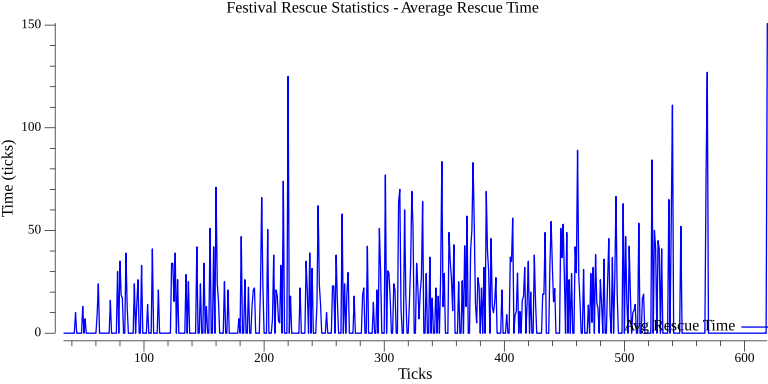 Festival Rescue Statistics - Average Rescue Time
150
100
50
0
Time (ticks)
Avg Rescue Time
100 200 300 400 500 600
Ticks